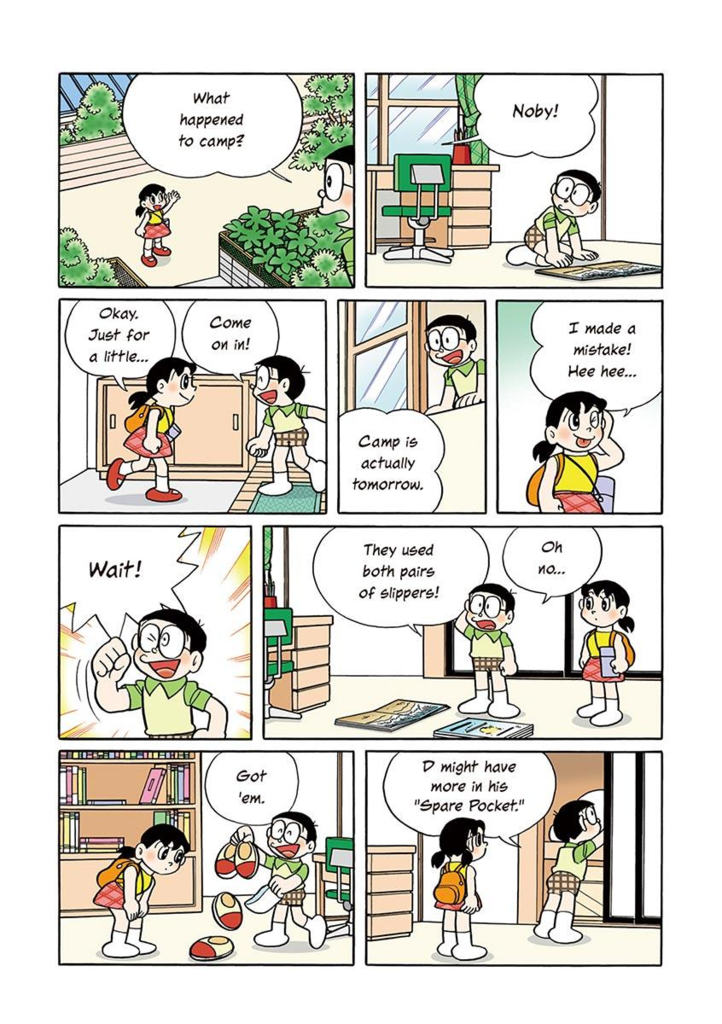 Noby!
What
happened
to camp?
I made a
mistake!
Hee hee...
Camp is
actually
tomorrow.
Come
on in!
Okay.
Just for
a little...
Oh
no...
They used
both pairs
of slippers!
Wait!
D might have
more in his
"Spare Pocket."
Got
'em.